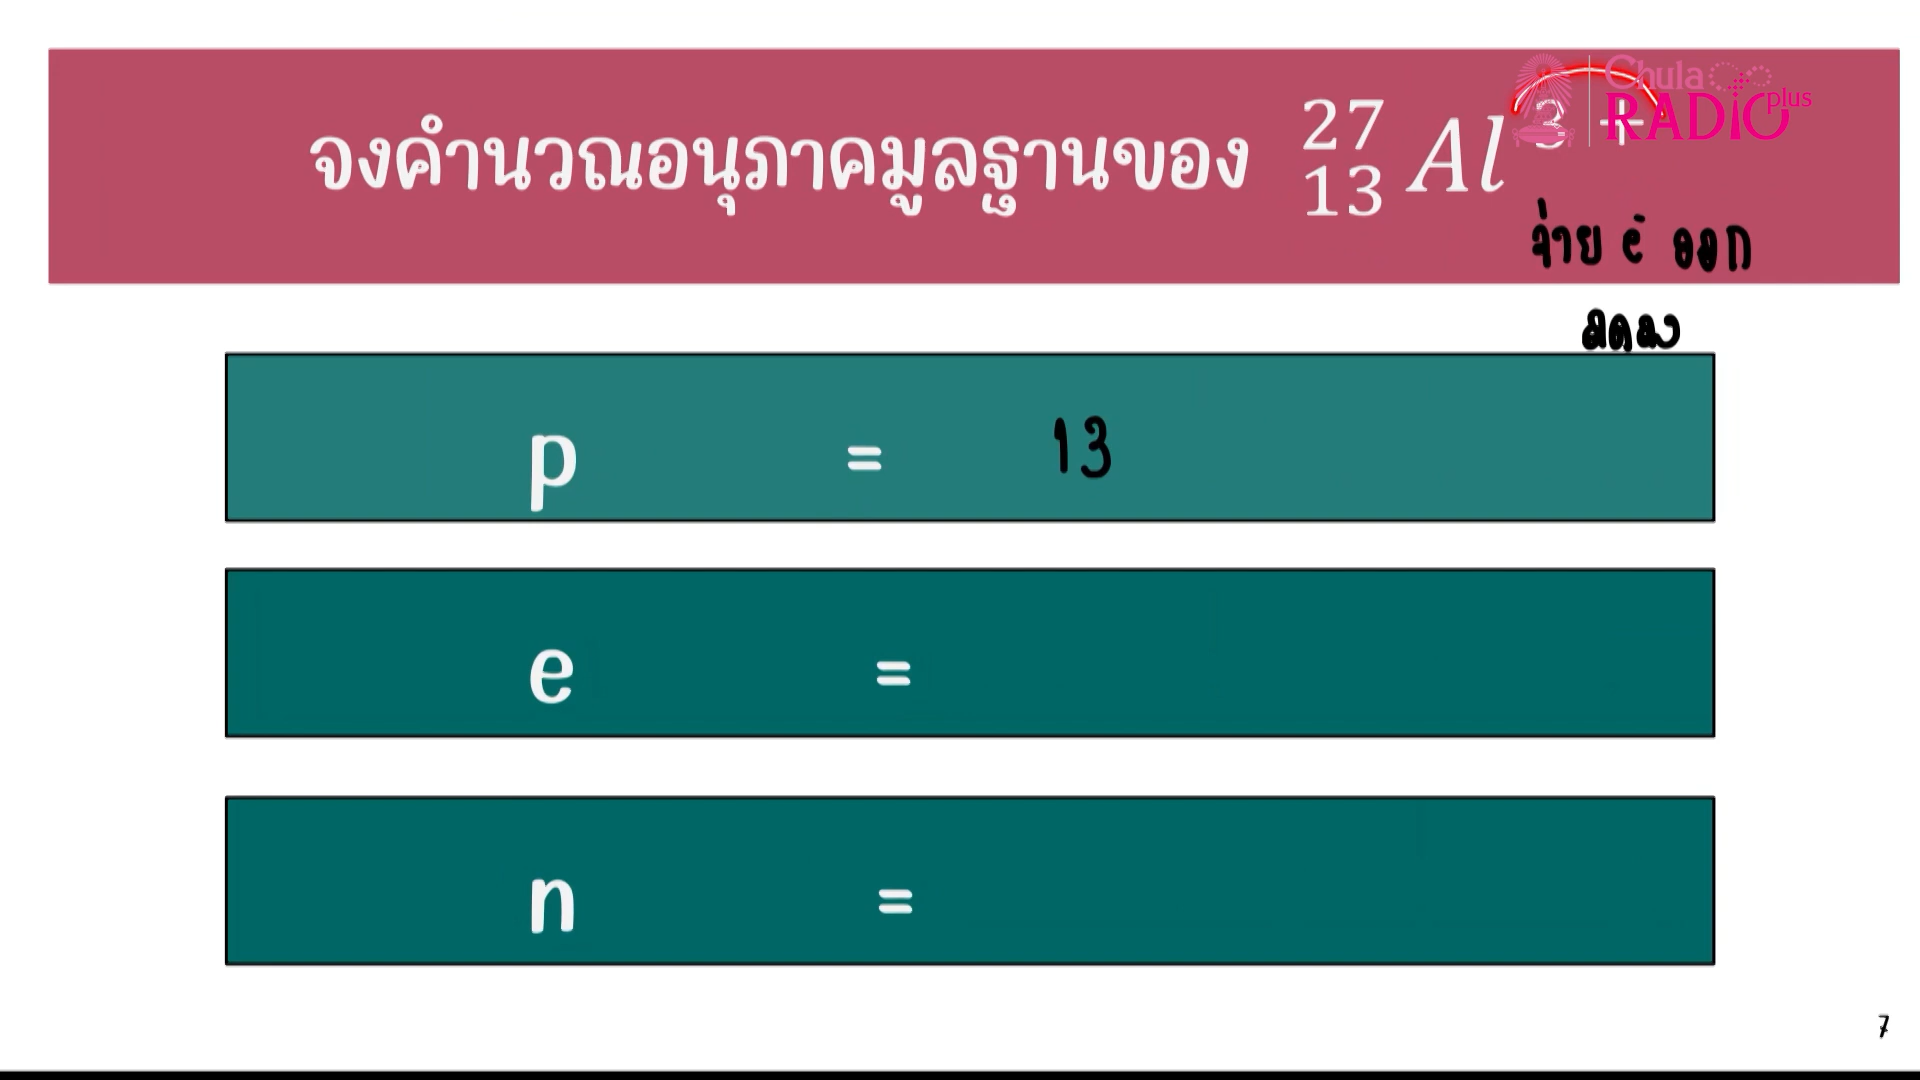 จงคำนวณอนุภาคมูลฐานของ ²⁷₁₃Al³⁺
Chula
RADIO plus
จ่าย e⁻ ออก
ลดลง
p = 13
e =
n =
7